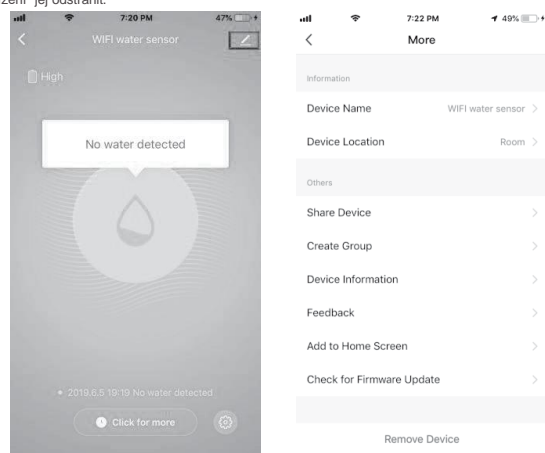 zení" jej odstranit.
7:20 PM
47%
WIFI water sensor
High
No water detected
2019.6.5 19:19 No water detected
Click for more
7:22 PM
49%
More
Information
Device Name WIFI water sensor
Device Location Room
Others
Share Device
Create Group
Device Information
Feedback
Add to Home Screen
Check for Firmware Update
Remove Device